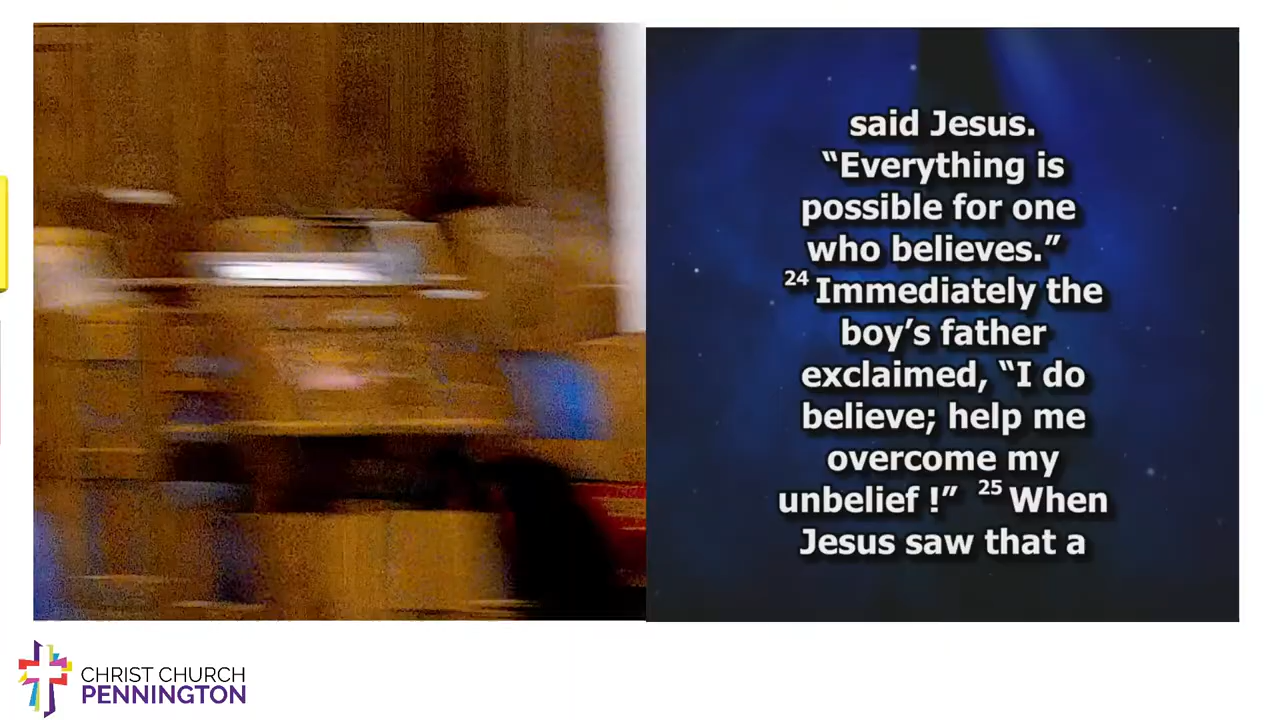 said Jesus.
“Everything is
possible for one
who believes.”
24 Immediately the
boy’s father
exclaimed, “I do
believe; help me
overcome my
unbelief !” 25 When
Jesus saw that a
CHRIST CHURCH
PENNINGTON